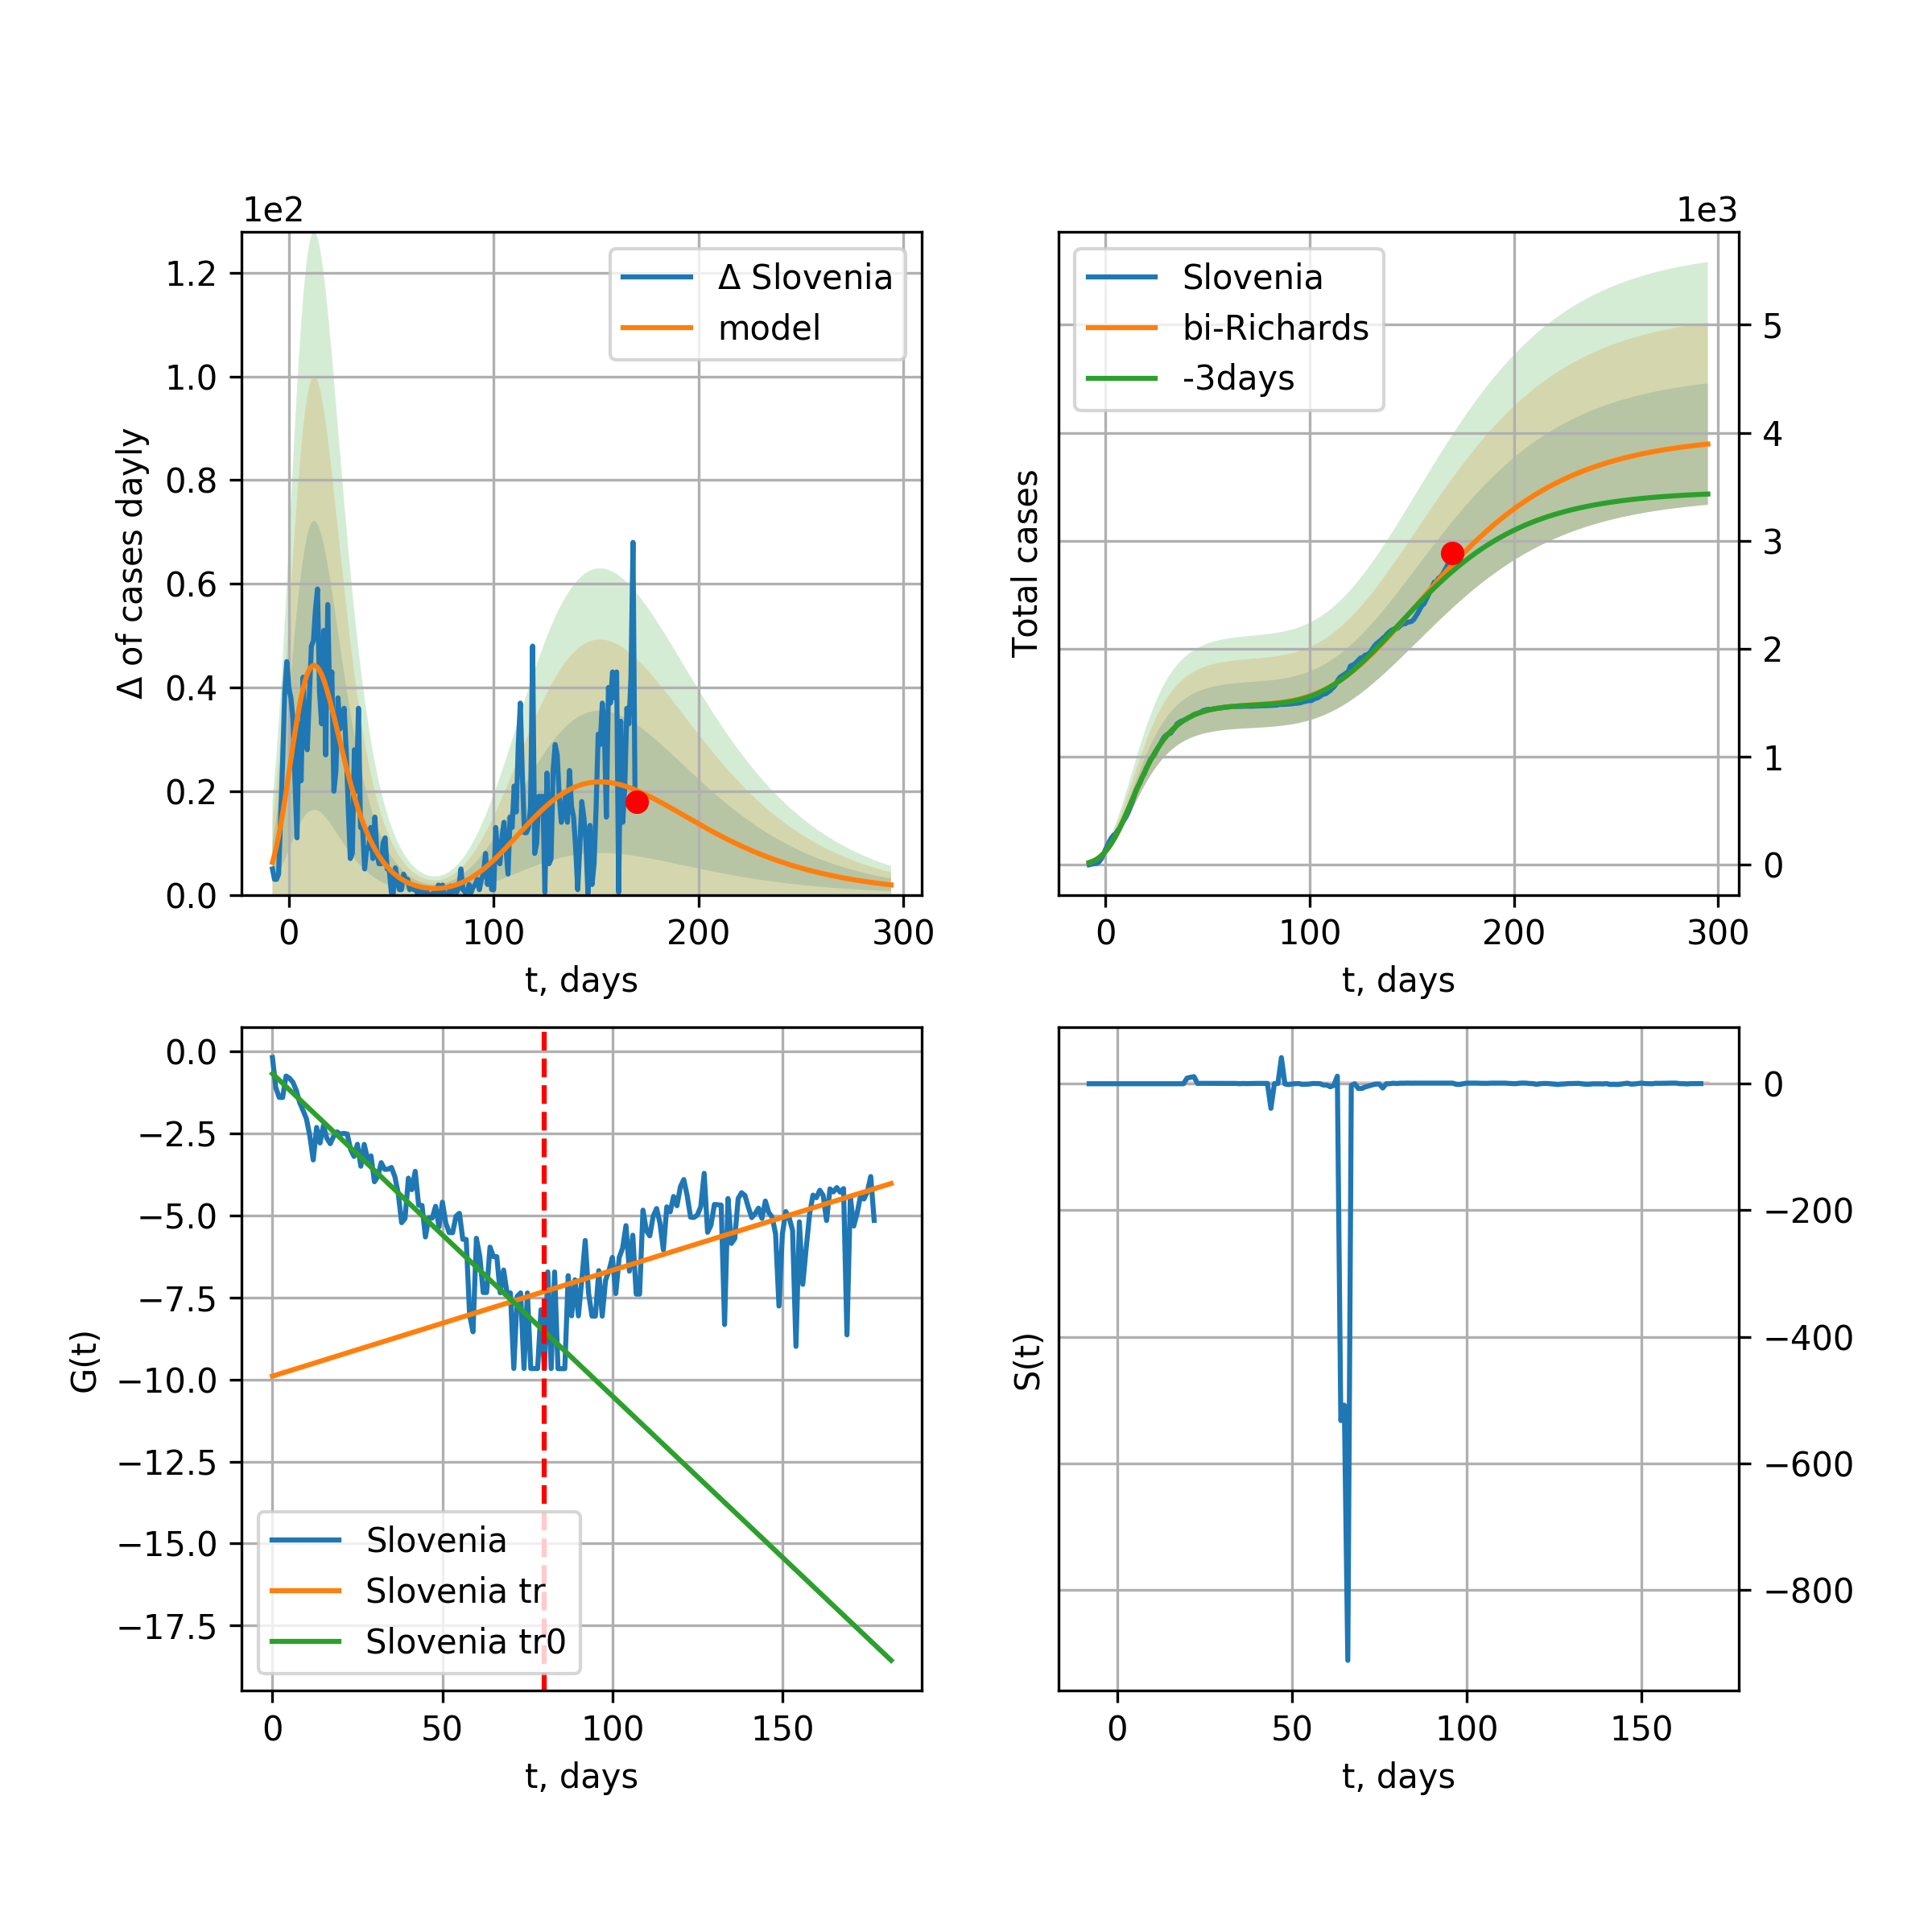 1e2
1.2
1.0
0.8
0.6
0.4
0.2
0.0
Δ of cases dayly
Δ Slovenia
model
0 100 200 300
t, days
1e3
Slovenia
bi-Richards
-3days
5
4
3
2
1
0
Total cases
0 100 200 300
t, days
0.0
−2.5
−5.0
−7.5
−10.0
−12.5
−15.0
−17.5
G(t)
Slovenia
Slovenia tr
Slovenia tr0
0 50 100 150
t, days
0
−200
−400
−600
−800
S(t)
0 50 100 150
t, days